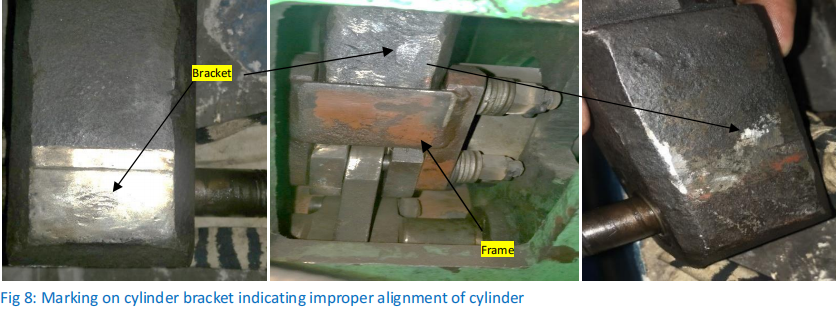 Bracket
Frame
Fig 8: Marking on cylinder bracket indicating improper alignment of cylinder